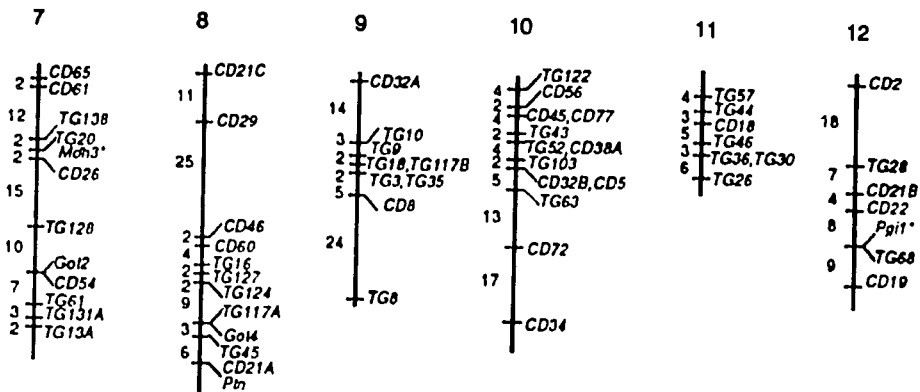 7
8
9
10
11
12
2 CD65
CD61
12
TG138
2 TG20
2 Mdh3*
CD26
15
TG128
10
Got2
7 CD54
TG61
3 TG131A
2 TG13A
CD21C
11
CD29
25
CD46
2 CD60
4 TG16
2 TG127
2 TG124
9
TG117A
3 Got4
TG45
6 CD21A
Ptn
CD32A
14
3 TG10
TG9
2 TG18,TG117B
2 TG3,TG35
5 CD8
24
TG8
TG122
4 CD56
2
4 CD45,CD77
2 TG43
4 TG52,CD38A
2 TG103
5 CD32B,CD5
TG63
13
CD72
17
CD34
4 TG57
3 TG44
5 CD18
3 TG46
TG36,TG30
6 TG26
CD2
18
TG28
7
CD21B
4 CD22
8 Pgi1*
TG68
9
CD19